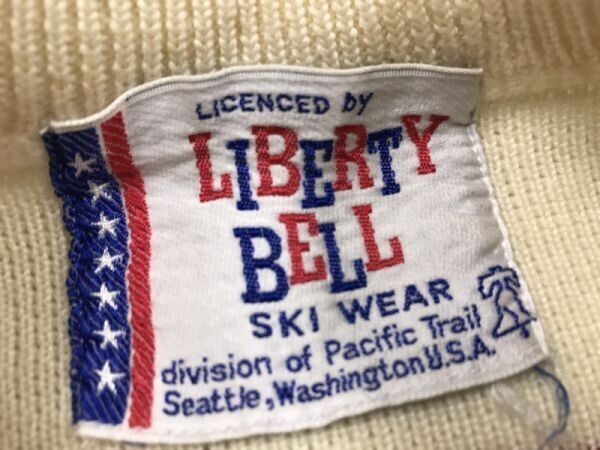 LICENCED by
LIBERTY
BELL
SKI WEAR
division of Pacific Trail
Seattle, Washington U.S.A.